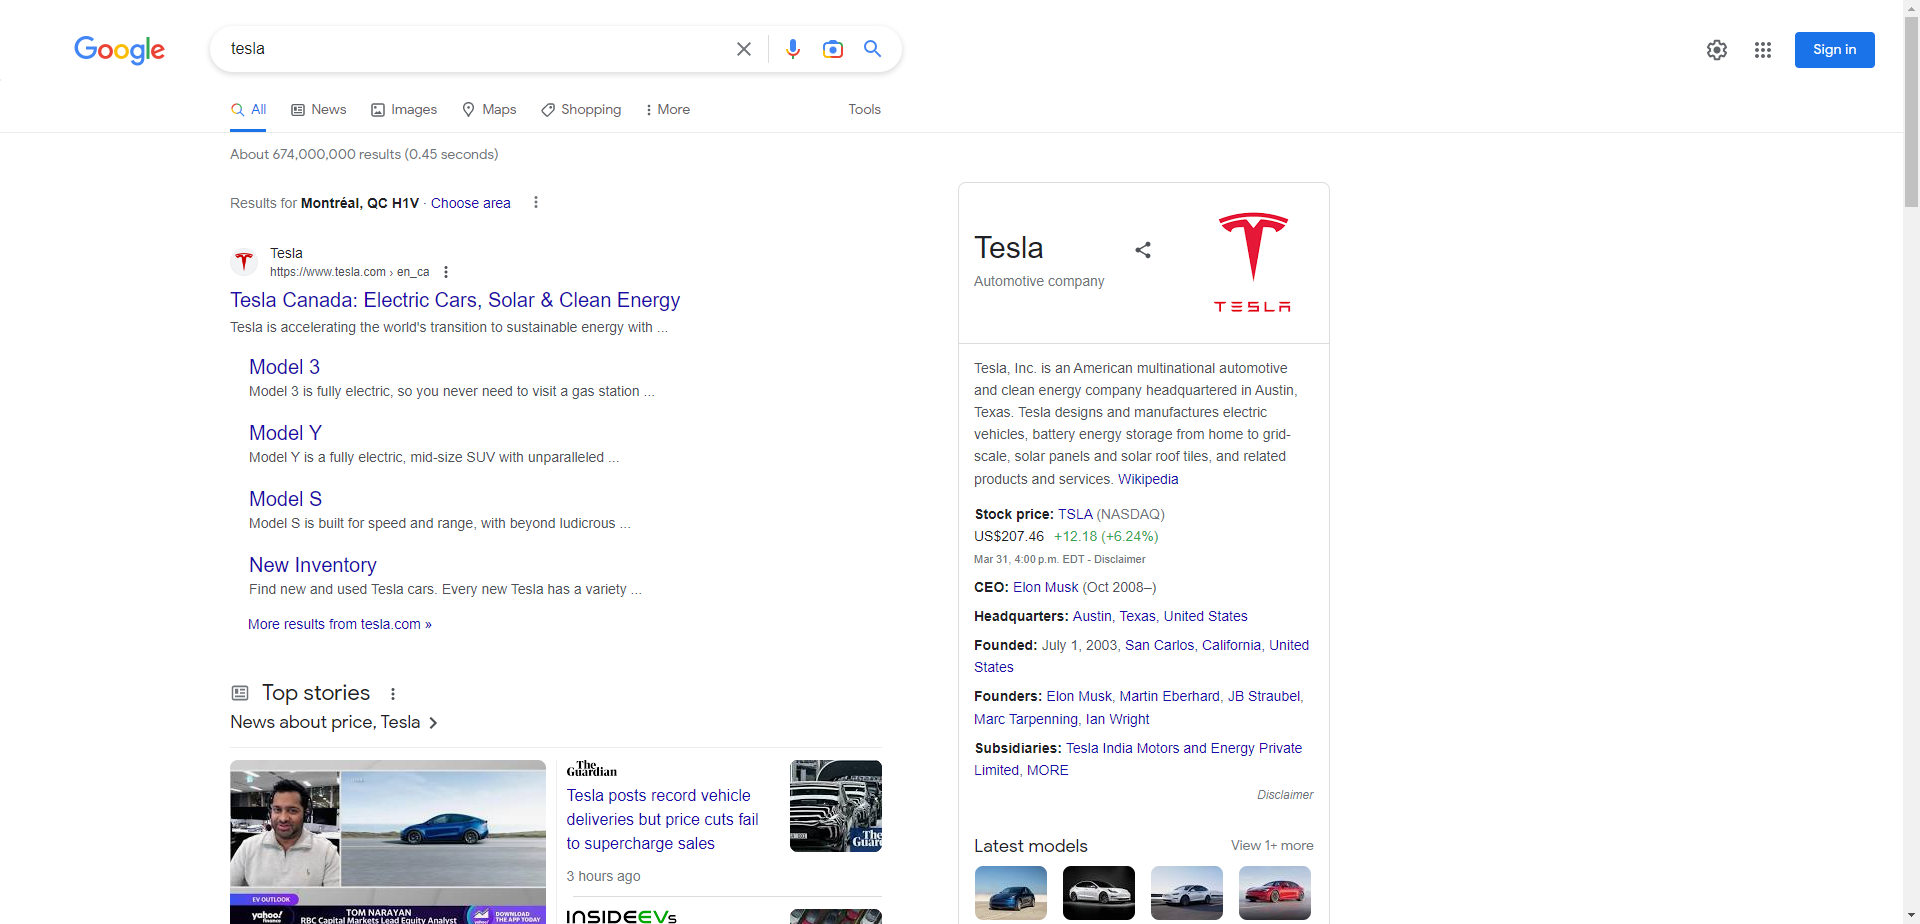 Google
tesla
Sign in
All
News
Images
Maps
Shopping
More
Tools
About 674,000,000 results (0.45 seconds)
Results for Montréal, QC H1V · Choose area
Tesla
https://www.tesla.com › en_ca
Tesla Canada: Electric Cars, Solar & Clean Energy
Tesla is accelerating the world's transition to sustainable energy with ...
Model 3
Model 3 is fully electric, so you never need to visit a gas station ...
Model Y
Model Y is a fully electric, mid-size SUV with unparalleled ...
Model S
Model S is built for speed and range, with beyond ludicrous ...
New Inventory
Find new and used Tesla cars. Every new Tesla has a variety ...
More results from tesla.com »
Top stories
News about price, Tesla
EV OUTLOOK
yahoo!
finance
TOM NARAYAN
RBC Capital Markets Lead Equity Analyst
DOWNLOAD
THE APP TODAY
The Guardian
Tesla posts record vehicle
deliveries but price cuts fail
to supercharge sales
3 hours ago
The
Guar
INSIDEEVs
Tesla
Automotive company
TESLA
Tesla, Inc. is an American multinational automotive
and clean energy company headquartered in Austin,
Texas. Tesla designs and manufactures electric
vehicles, battery energy storage from home to grid-
scale, solar panels and solar roof tiles, and related
products and services. Wikipedia
Stock price: TSLA (NASDAQ)
US$207.46 +12.18 (+6.24%)
Mar 31, 4:00 p.m. EDT - Disclaimer
CEO: Elon Musk (Oct 2008–)
Headquarters: Austin, Texas, United States
Founded: July 1, 2003, San Carlos, California, United
States
Founders: Elon Musk, Martin Eberhard, JB Straubel,
Marc Tarpenning, Ian Wright
Subsidiaries: Tesla India Motors and Energy Private
Limited, MORE
Disclaimer
Latest models
View 1+ more